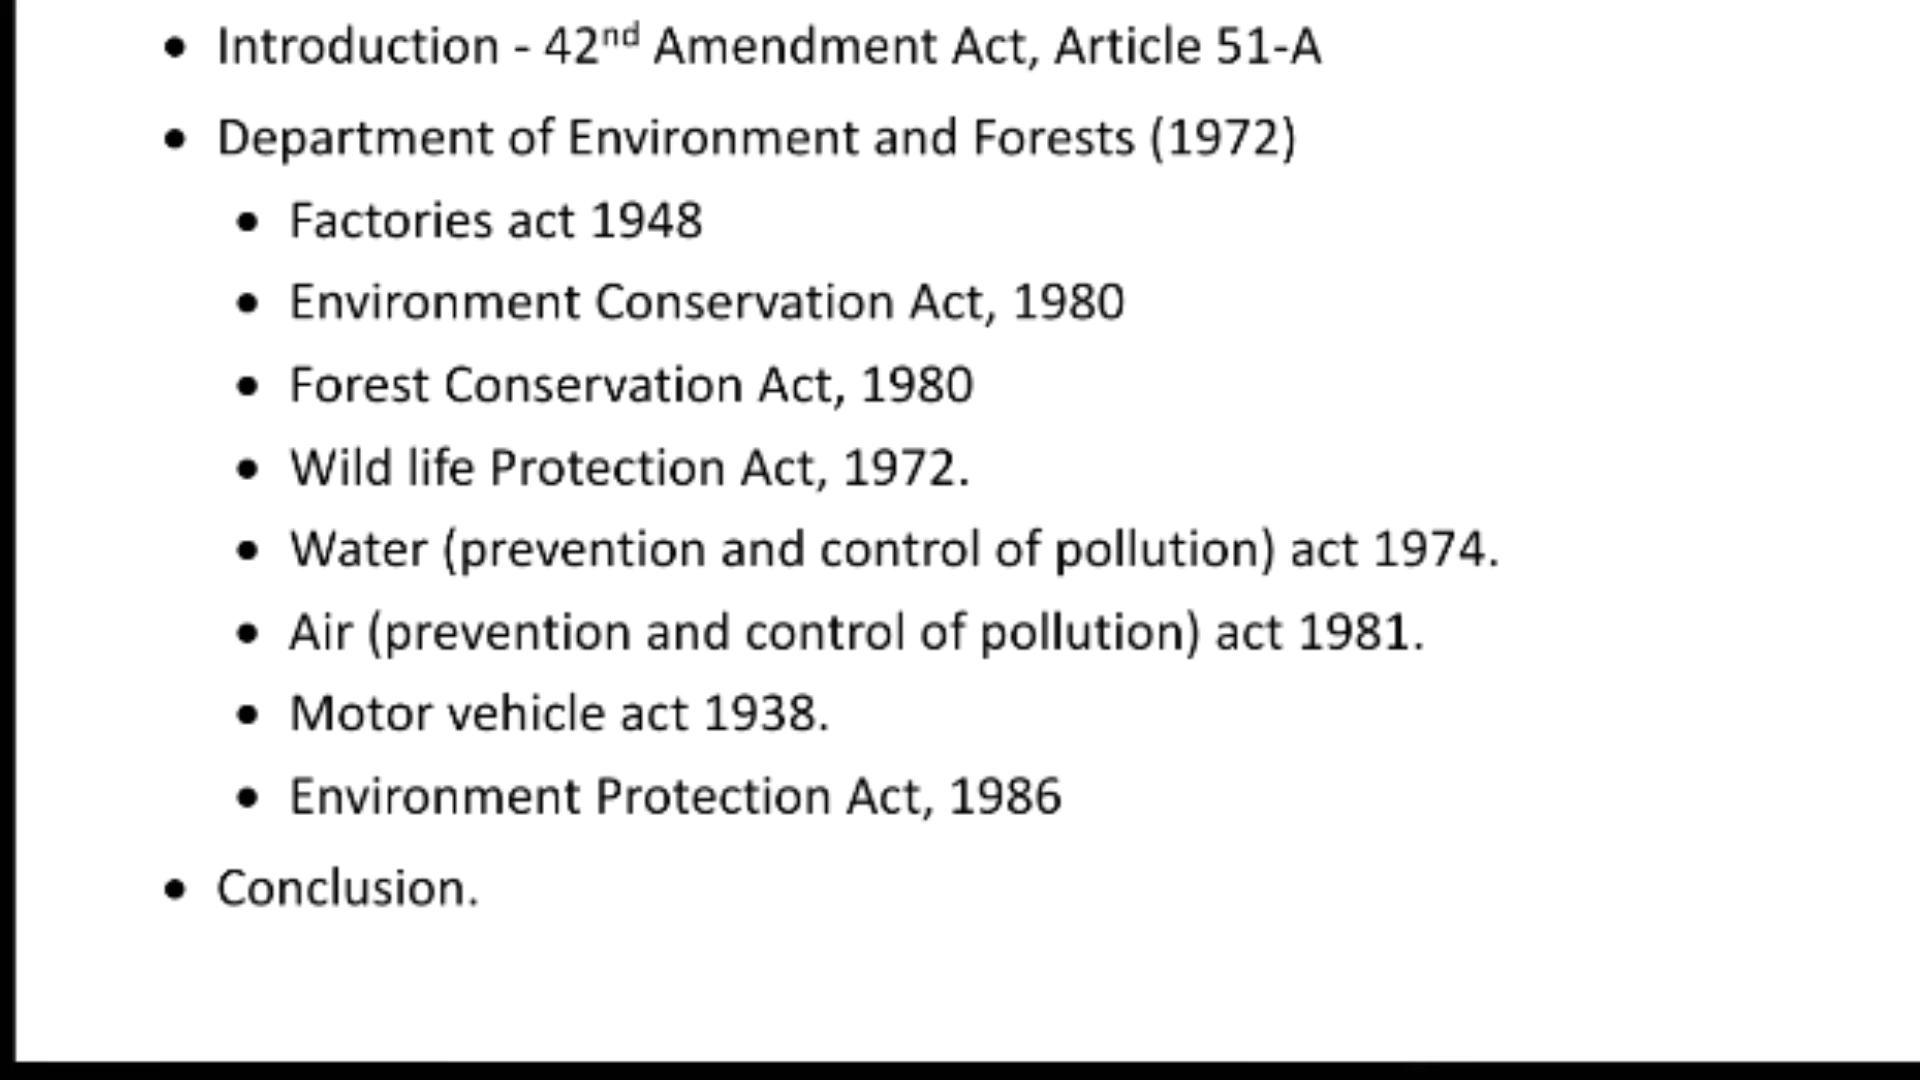 • Introduction - 42nd Amendment Act, Article 51-A
• Department of Environment and Forests (1972)
• Factories act 1948
• Environment Conservation Act, 1980
• Forest Conservation Act, 1980
• Wild life Protection Act, 1972.
• Water (prevention and control of pollution) act 1974.
• Air (prevention and control of pollution) act 1981.
• Motor vehicle act 1938.
• Environment Protection Act, 1986
• Conclusion.